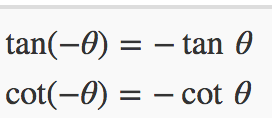 tan(−θ) = − tan θ
cot(−θ) = − cot θ